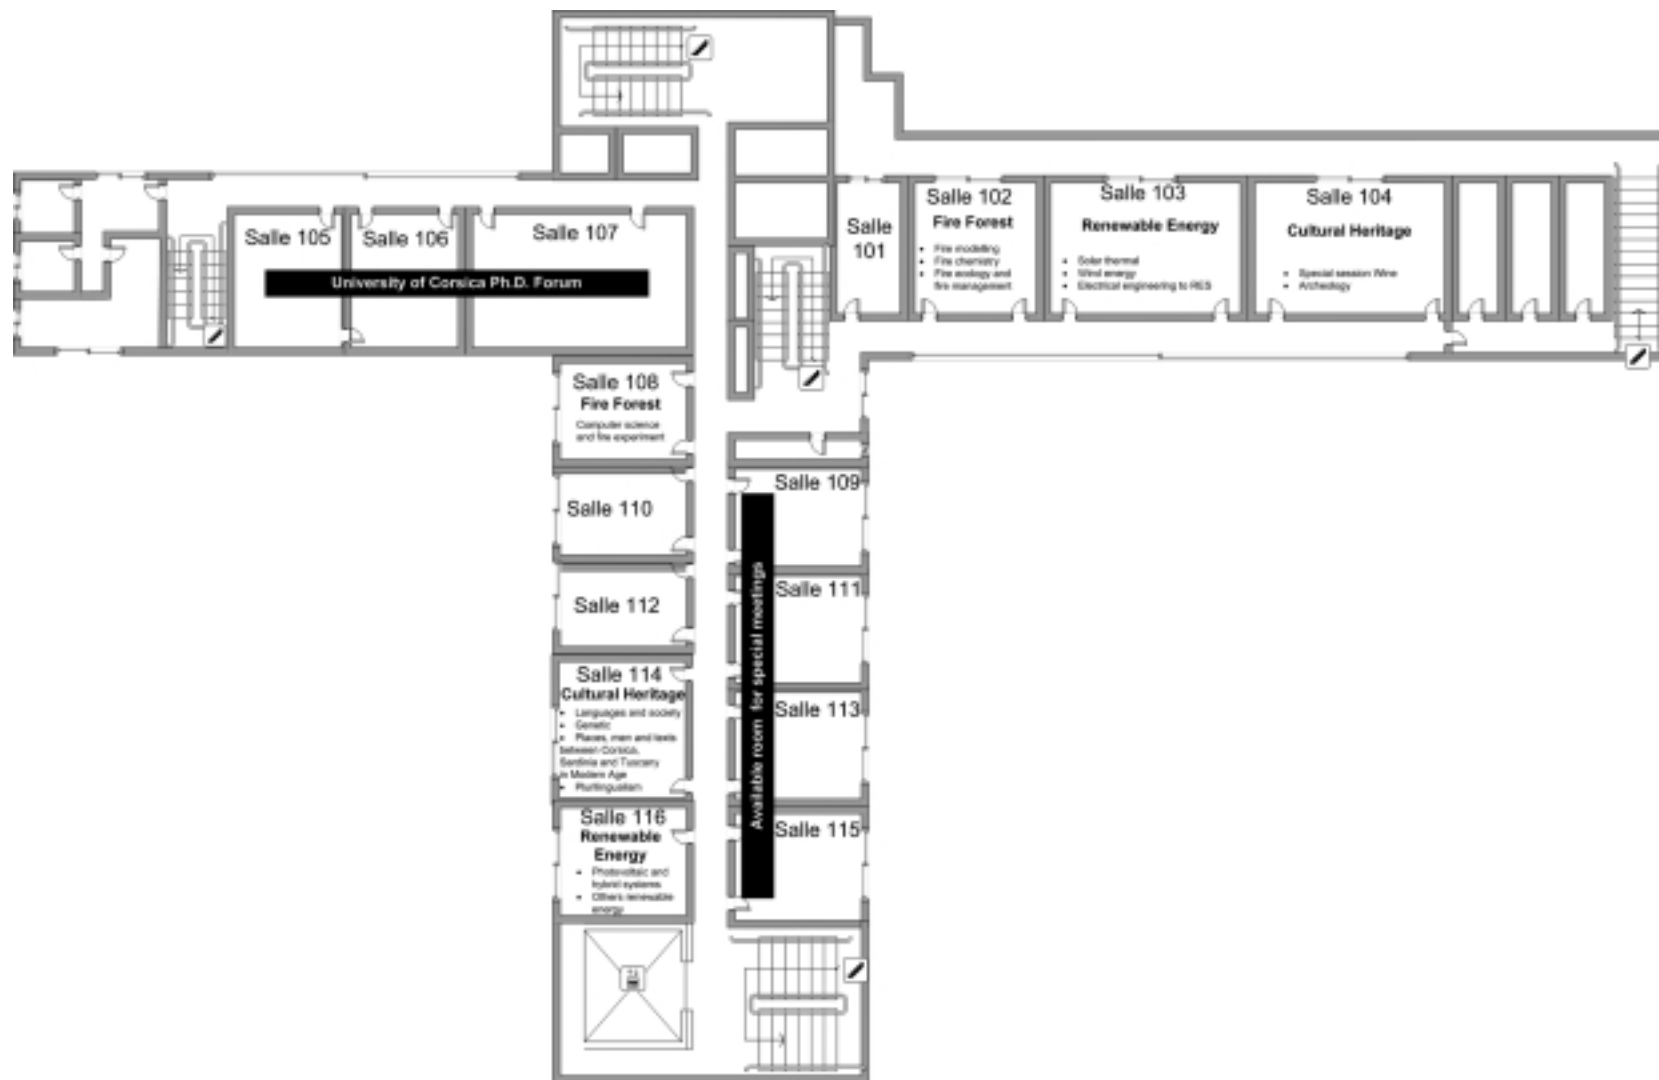 Salle 105
Salle 106
Salle 107
University of Corsica Ph.D. Forum
Salle
101
Salle 102
Fire Forest
• Fire modelling
• Fire chemistry
• Fire ecology and
fire management
Salle 103
Renewable Energy
• Solar thermal
• Wind energy
• Electrical engineering to RES
Salle 104
Cultural Heritage
• Special session Wine
• Archeology
Salle 108
Fire Forest
Computer science
and fire experiment
Salle 110
Salle 112
Salle 114
Cultural Heritage
• Languages and society
• Genetic
• Places, men and texts
between Corsica,
Sardinia and Tuscany
in Modern Age
• Plurilingualism
Salle 116
Renewable
Energy
• Photovoltaic and
hybrid systems
• Others renewable
energy
Salle 109
Salle 111
Salle 113
Salle 115
Available room for special meetings